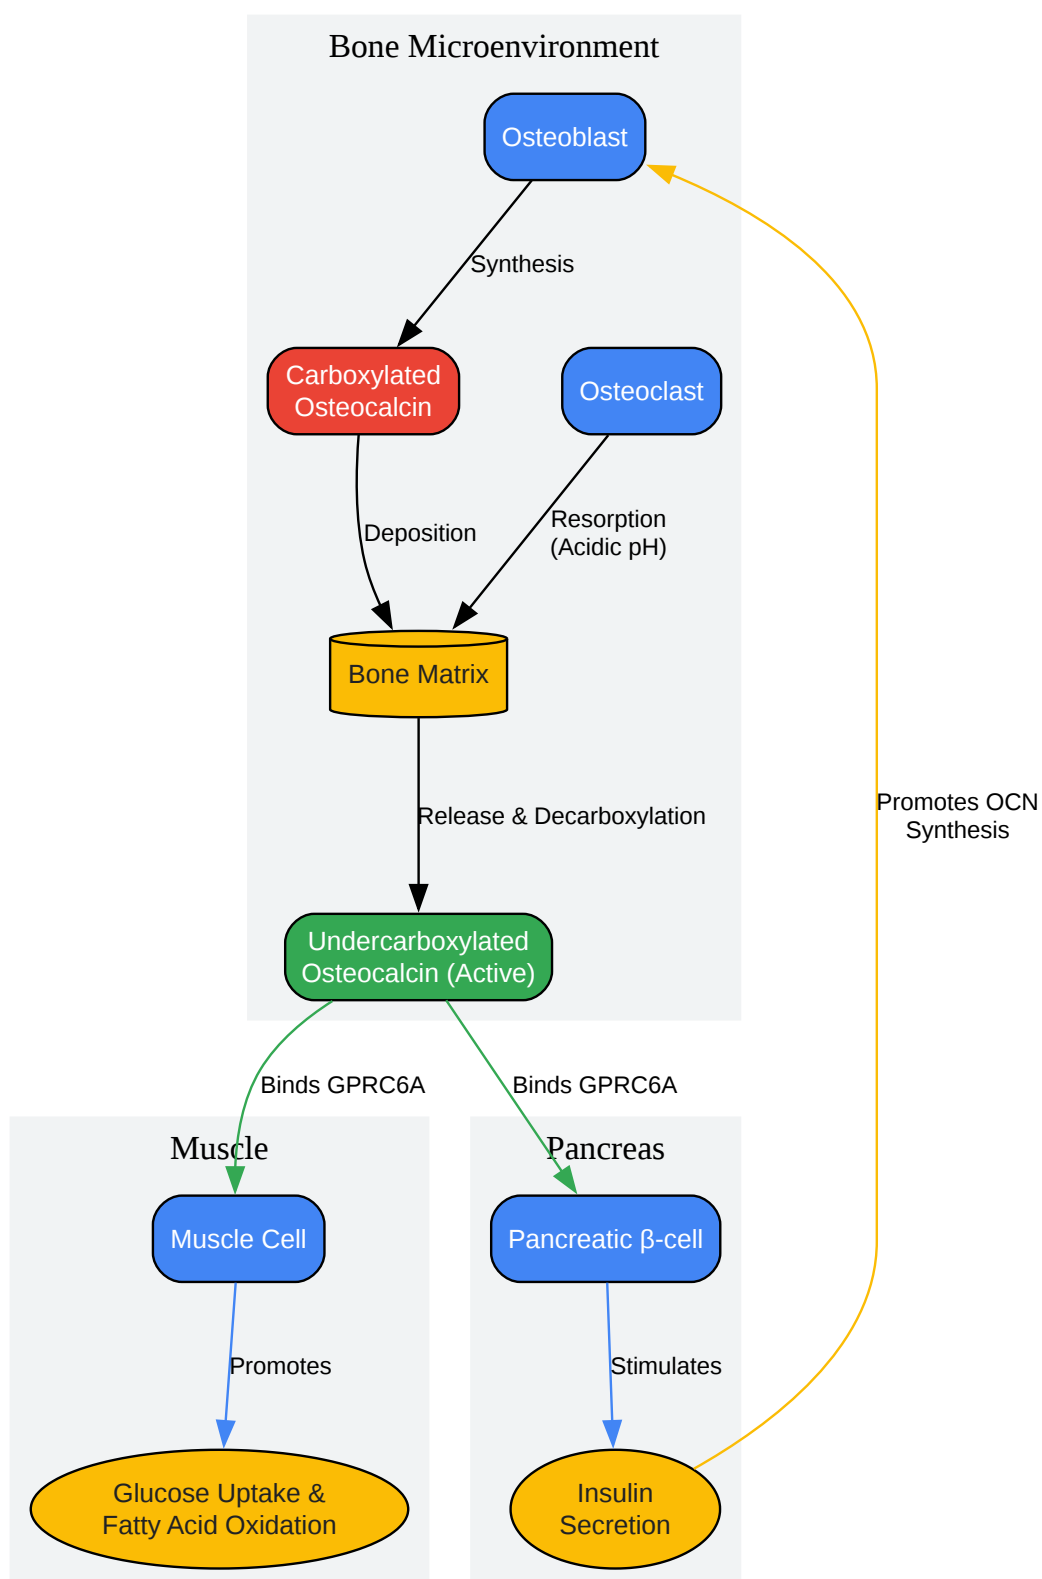 Bone Microenvironment
Osteoblast
Synthesis
Carboxylated
Osteocalcin
Osteoclast
Deposition
Resorption
(Acidic pH)
Bone Matrix
Promotes OCN
Synthesis
Release & Decarboxylation
Undercarboxylated
Osteocalcin (Active)
Binds GPRC6A
Binds GPRC6A
Muscle
Pancreas
Muscle Cell
Pancreatic β-cell
Promotes
Stimulates
Glucose Uptake &
Fatty Acid Oxidation
Insulin
Secretion